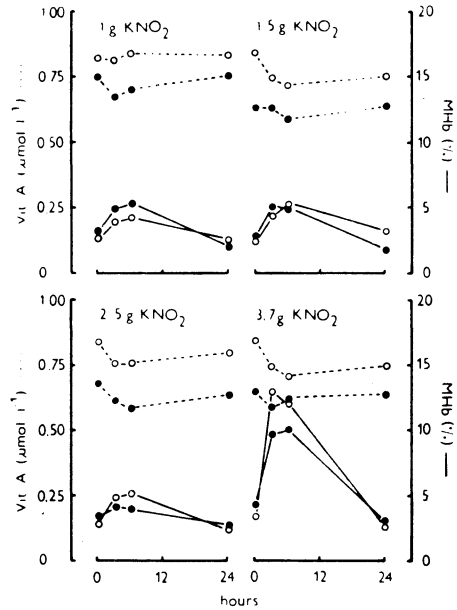 1 g KNO2 1.5 g KNO2
1.00 20
0.75 15
0.50 10
0.25 5
0 0
Vit A (μmol l⁻¹) ····
MHb (%) —
2.5 g KNO2 3.7 g KNO2
1.00 20
0.75 15
0.50 10
0.25 5
0 0
Vit A (μmol l⁻¹) ····
MHb (%) —
0 12 24 0 12 24
hours